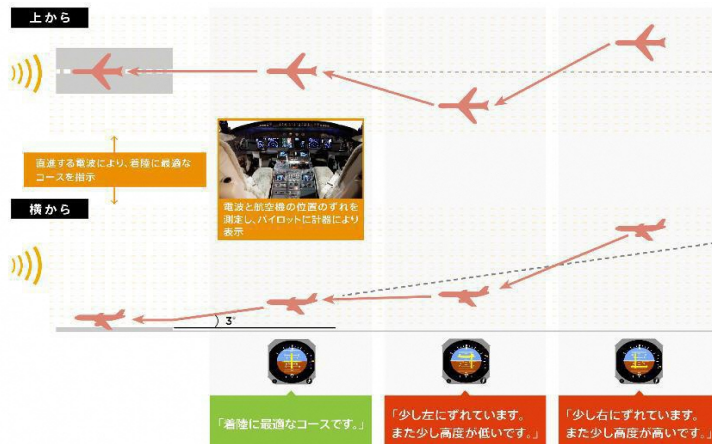 上から
直進する電波により、着陸に最適な
コースを指示
電波と航空機の位置のずれを
測定し、パイロットに計器により
表示
横から
3°
「着陸に最適なコースです。」
「少し左にずれています。
また少し高度が低いです。」
「少し右にずれています。
また少し高度が高いです。」